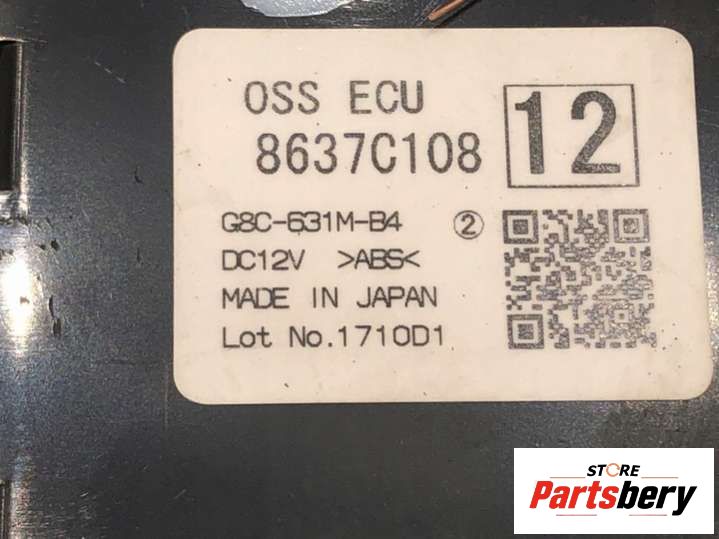 OSS ECU
8637C108
12
G8C-631M-B4 ②
DC12V >ABS<
MADE IN JAPAN
Lot No.1710D1
STORE
Partsbery